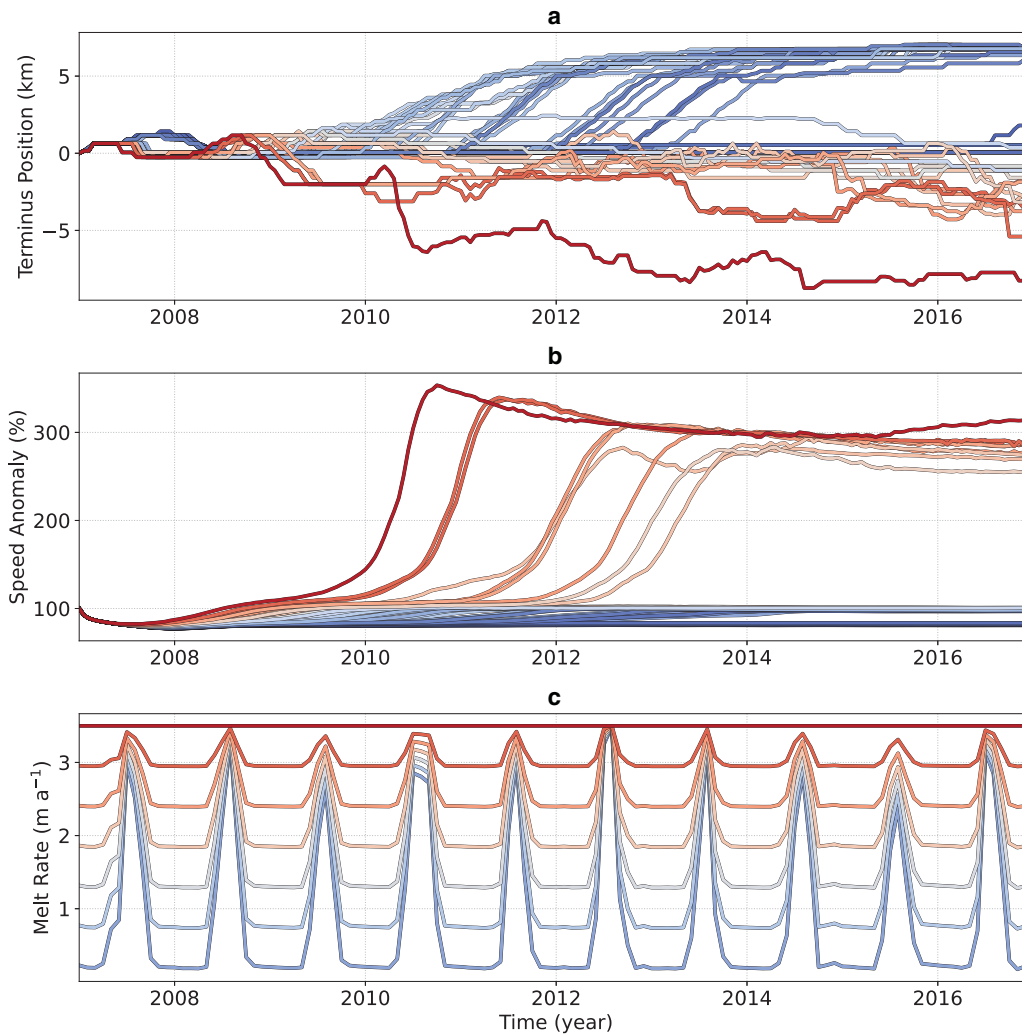 a
Terminus Position (km)
5
0
−5
2008 2010 2012 2014 2016
b
Speed Anomaly (%)
300
200
100
2008 2010 2012 2014 2016
c
Melt Rate (m a⁻¹)
3
2
1
2008 2010 2012 2014 2016
Time (year)